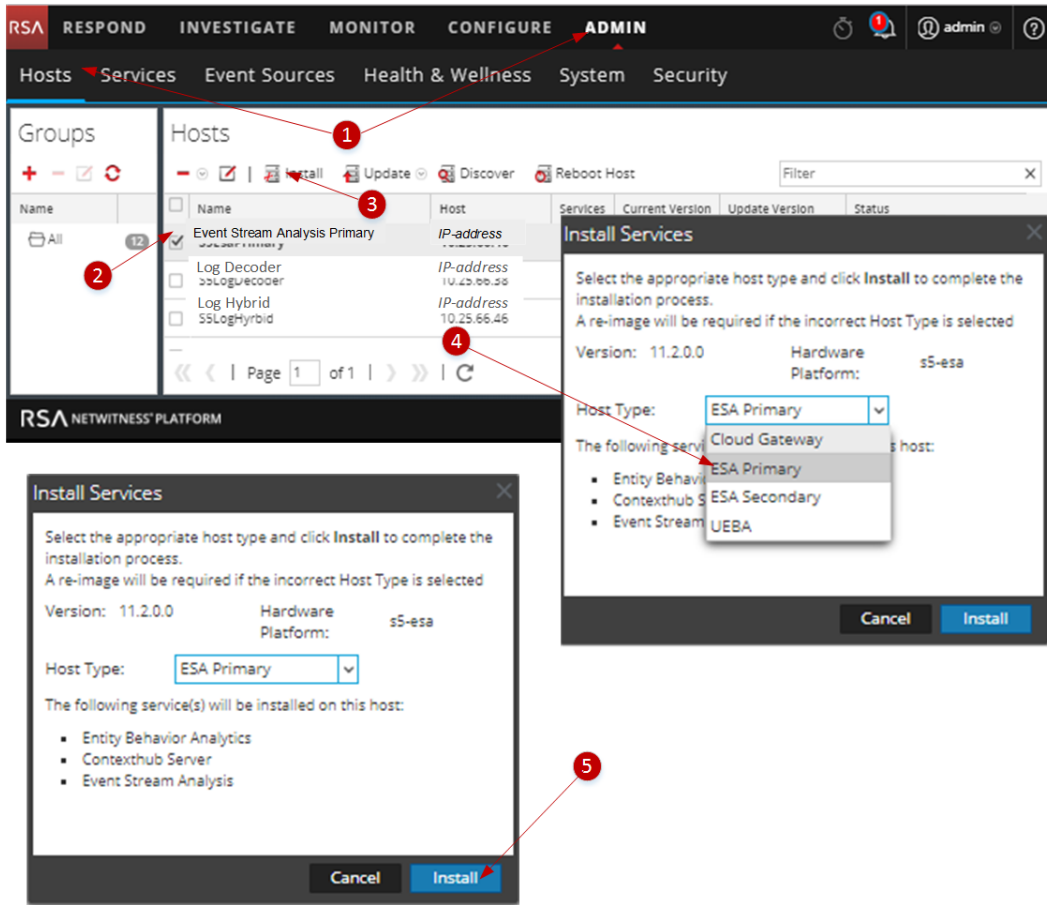 RSA RESPOND INVESTIGATE MONITOR CONFIGURE ADMIN 1 admin ?
Hosts Services Event Sources Health & Wellness System Security
1
Groups
Hosts
Install Update Discover Reboot Host Filter
3
Name
Name Host Services Current Version Update Version Status
All 12
2
Event Stream Analysis Primary IP-address
Log Decoder IP-address
S5LogDecoder 10.25.66.38
Log Hybrid IP-address
S5LogHyrbid 10.25.66.46
Page 1 of 1
RSA NETWITNESS® PLATFORM
Install Services
Select the appropriate host type and click Install to complete the
installation process.
A re-image will be required if the incorrect Host Type is selected
4
Version: 11.2.0.0 Hardware
Platform: s5-esa
Host Type: ESA Primary
The following servi s host:
Cloud Gateway
ESA Primary
ESA Secondary
UEBA
Entity Behavi
Contexthub S
Event Stream
Cancel Install
Install Services
Select the appropriate host type and click Install to complete the
installation process.
A re-image will be required if the incorrect Host Type is selected
Version: 11.2.0.0 Hardware
Platform: s5-esa
Host Type: ESA Primary
The following service(s) will be installed on this host:
Entity Behavior Analytics
Contexthub Server
Event Stream Analysis
5
Cancel Install